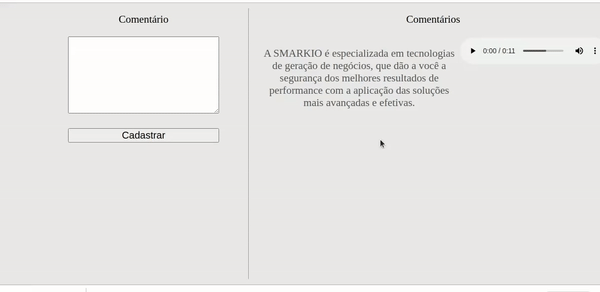 Comentário
Cadastrar
Comentários
A SMARKIO é especializada em tecnologias
de geração de negócios, que dão a você a
segurança dos melhores resultados de
performance com a aplicação das soluções
mais avançadas e efetivas.
0:00 / 0:11